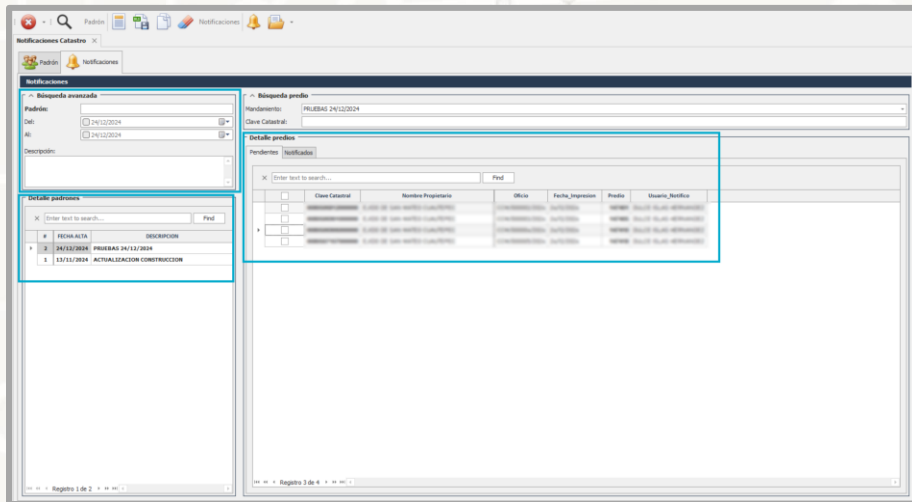 Padrón Notificaciones
Notificaciones Catastro
Padrón Notificaciones
Notificaciones
Búsqueda avanzada
Padrón:
Del: 24/12/2024
Al: 24/12/2024
Descripción:
Detalle padrones
Enter text to search... Find
# FECHA ALTA DESCRIPCION
2 24/12/2024 PRUEBAS 24/12/2024
1 13/11/2024 ACTUALIZACION CONSTRUCCION
Registro 1 de 2
Búsqueda predio
Mandamiento: PRUEBAS 24/12/2024
Clave Catastral:
Detalle predios
Pendientes Notificados
Enter text to search... Find
Clave Catastral Nombre Propietario Oficio Fecha_Impresion Predio Usuario_Notifico
Registro 3 de 4